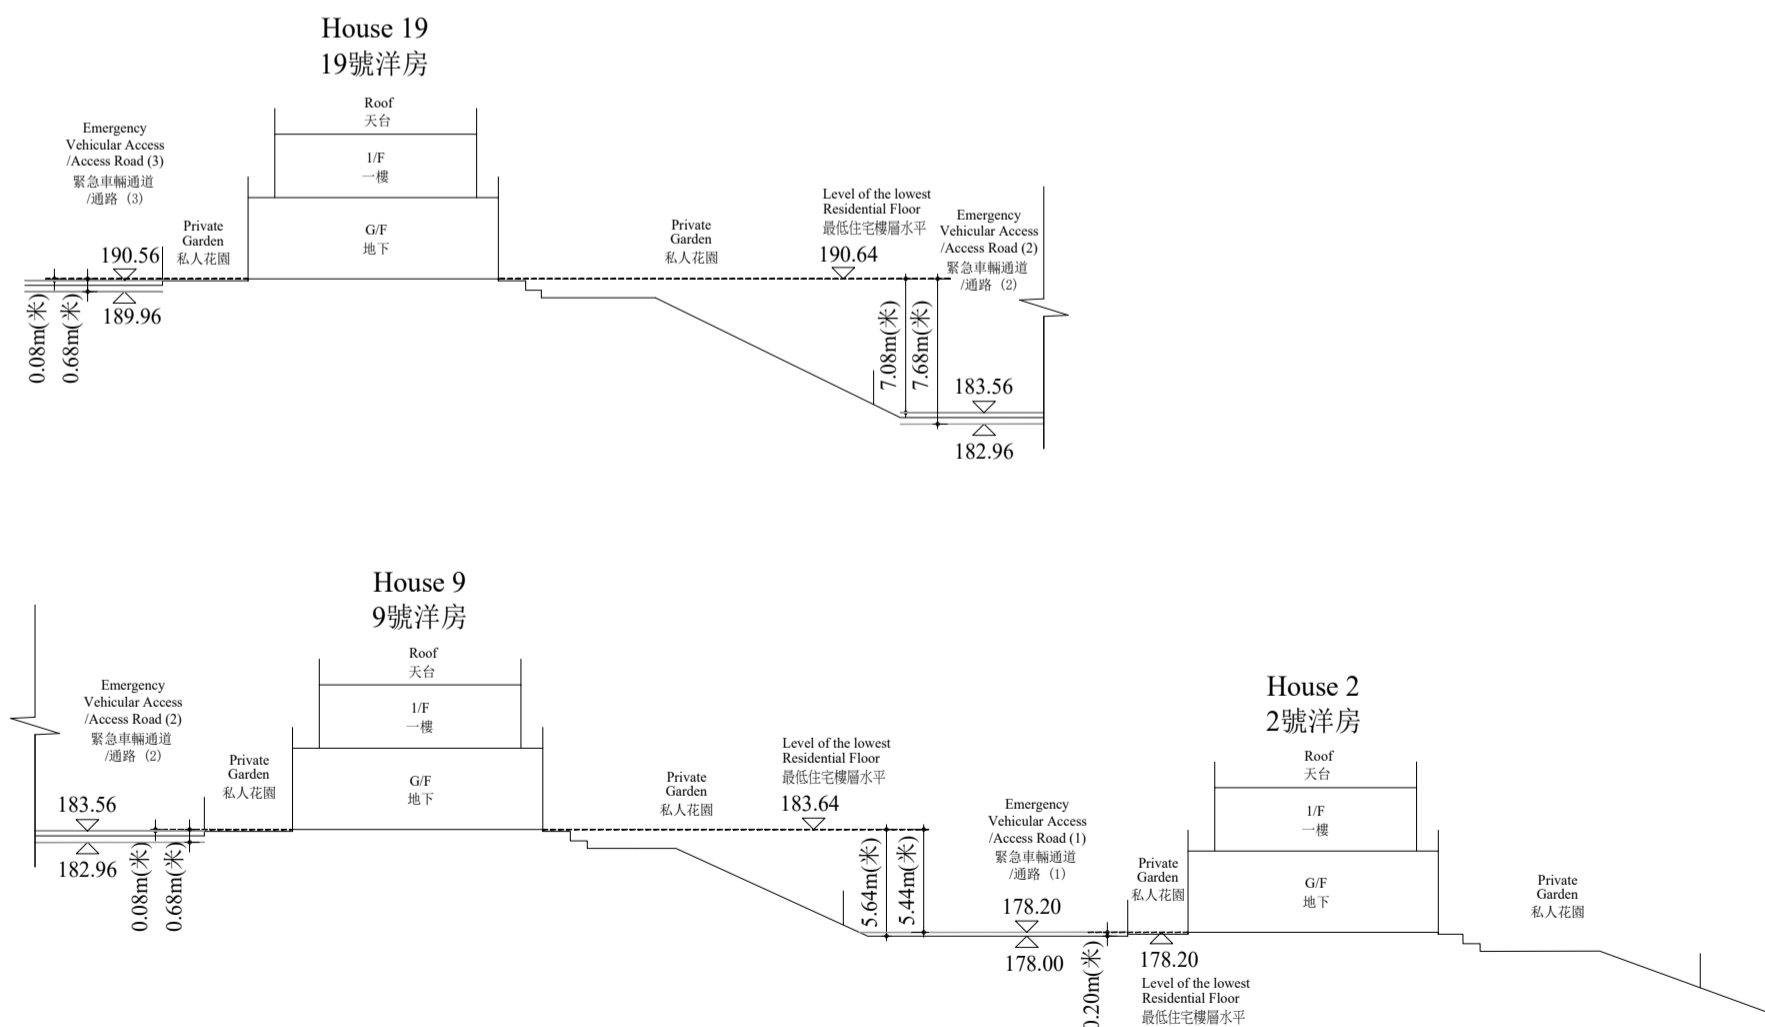 House 19
19號洋房
Roof
天台
Emergency
Vehicular Access
/Access Road (3)
緊急車輛通道
/通路 (3)
1/F
一樓
Private
Garden
私人花園
G/F
地下
Private
Garden
私人花園
Level of the lowest
Residential Floor
最低住宅樓層水平
Emergency
Vehicular Access
/Access Road (2)
緊急車輛通道
/通路 (2)
190.56
190.64
189.96
0.08m(米)
0.68m(米)
7.08m(米)
7.68m(米)
183.56
182.96
House 9
9號洋房
Roof
天台
Emergency
Vehicular Access
/Access Road (2)
緊急車輛通道
/通路 (2)
1/F
一樓
Private
Garden
私人花園
G/F
地下
Private
Garden
私人花園
Level of the lowest
Residential Floor
最低住宅樓層水平
183.56
183.64
182.96
0.08m(米)
0.68m(米)
5.64m(米)
5.44m(米)
Emergency
Vehicular Access
/Access Road (1)
緊急車輛通道
/通路 (1)
178.20
178.00
0.20m(米)
House 2
2號洋房
Roof
天台
1/F
一樓
Private
Garden
私人花園
G/F
地下
Private
Garden
私人花園
178.20
Level of the lowest
Residential Floor
最低住宅樓層水平